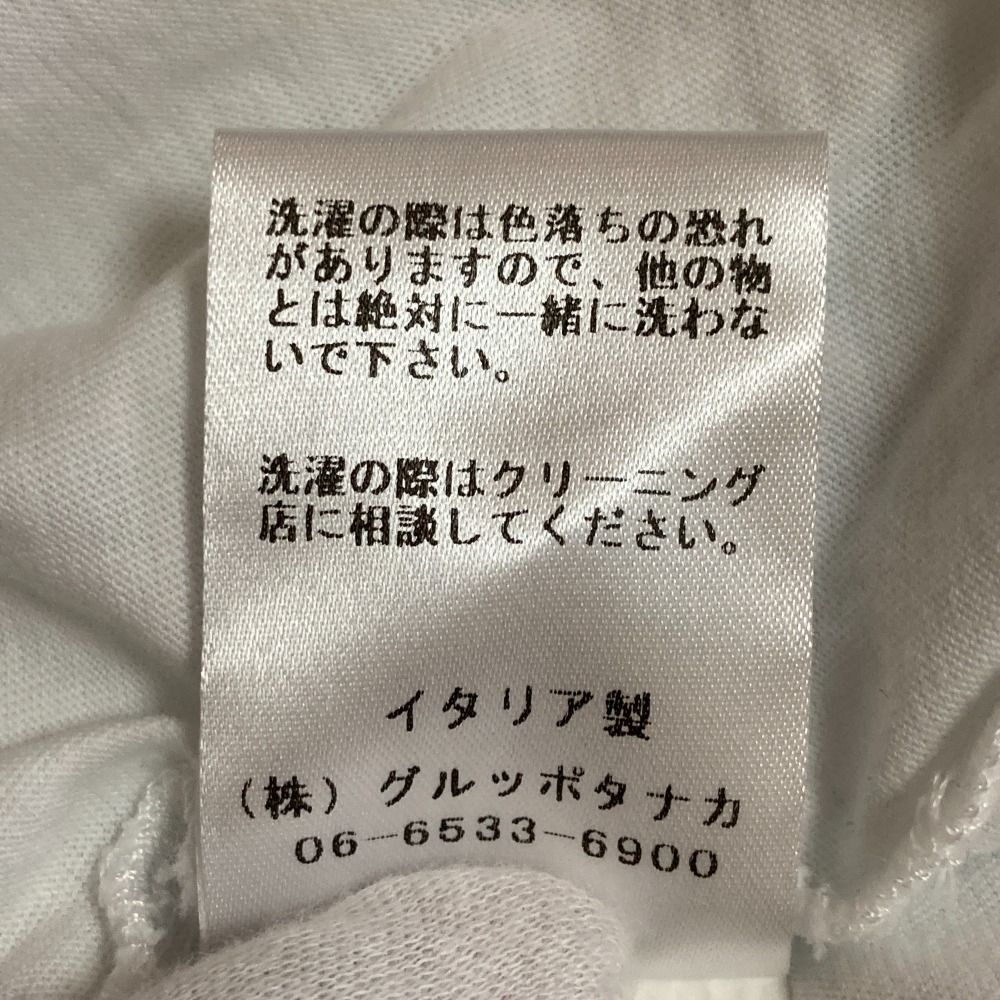 洗濯の際は色落ちの恐れ
がありますので、他の物
とは絶対に一緒に洗わな
いで下さい。
洗濯の際はクリーニング
店に相談してください。
イタリア製
(株)グルッポタナカ
06-6533-6900